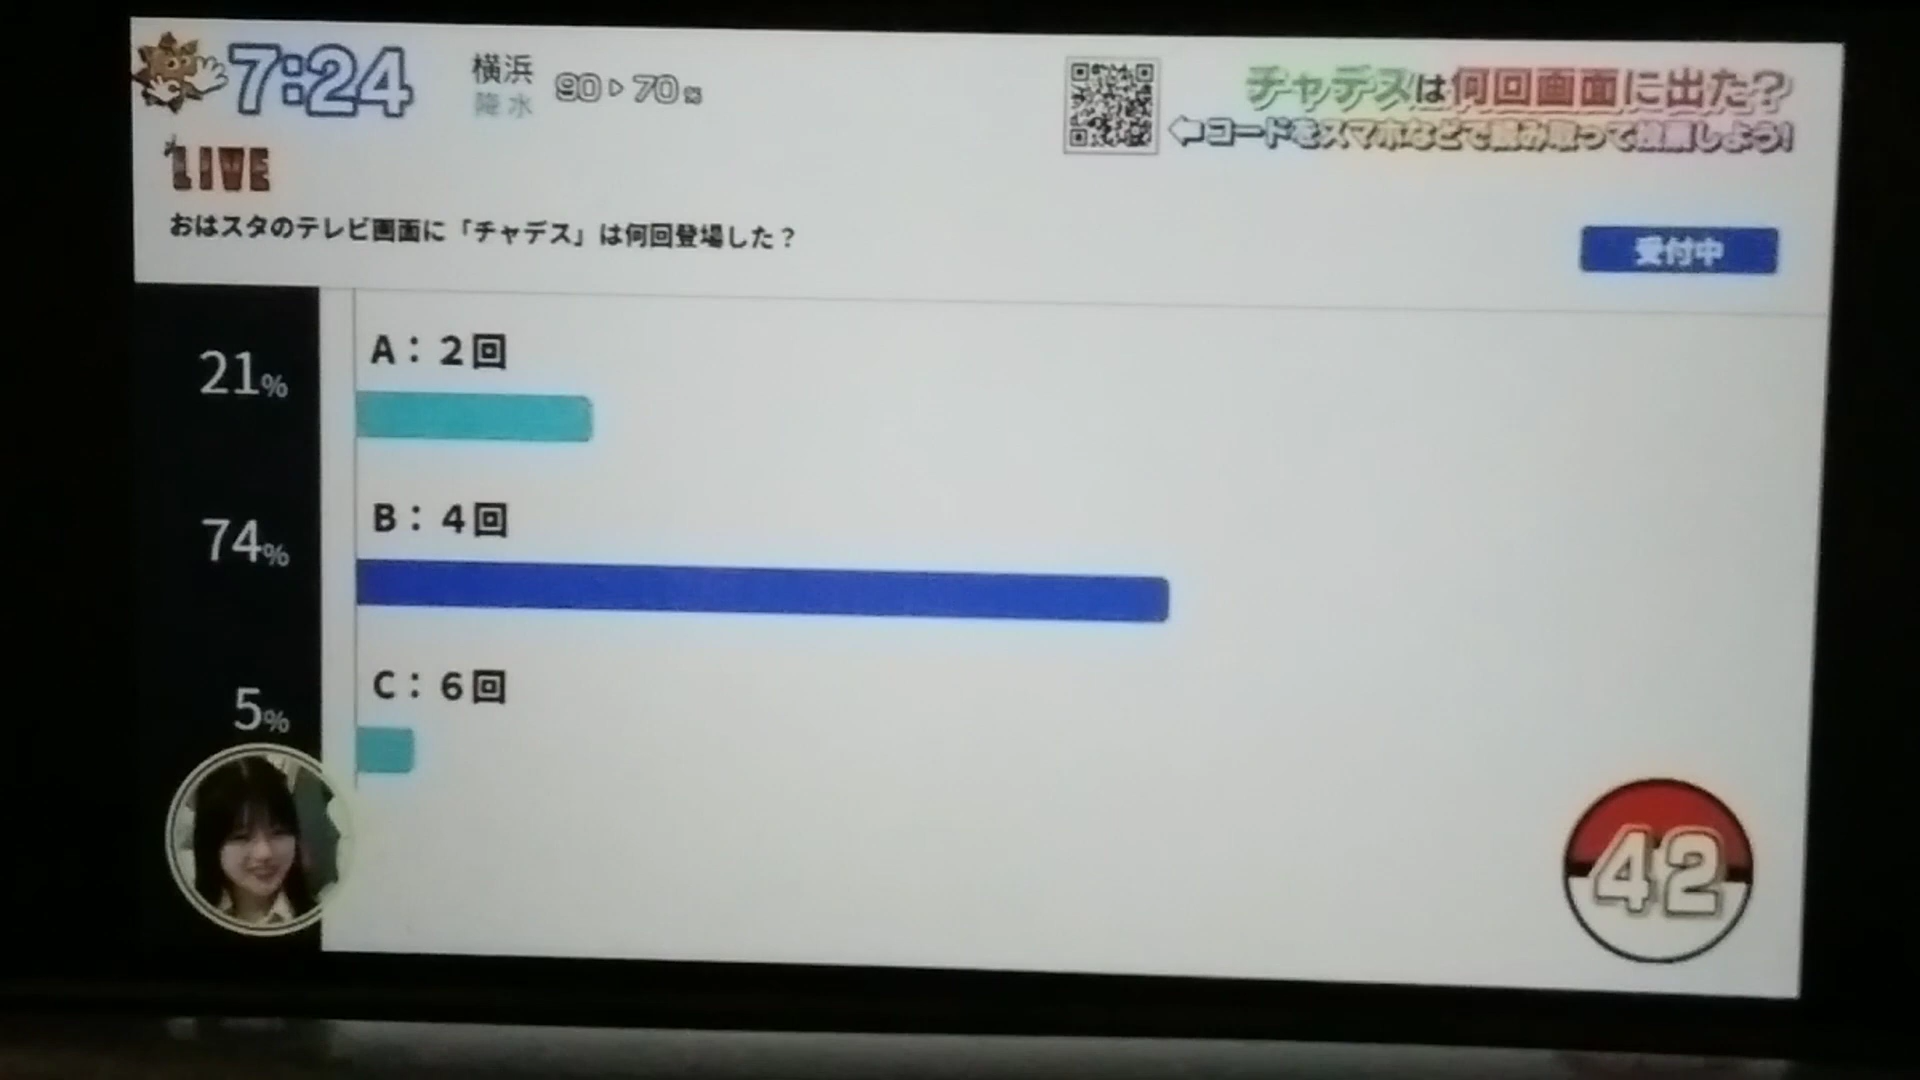 7:24
横浜
降水
90▷70%
チャデスは何回画面に出た?
⇦コードをスマホなどで読み取って投票しよう!
LIVE
おはスタのテレビ画面に「チャデス」は何回登場した？
受付中
21%
A：２回
74%
B：４回
5%
C：６回
42